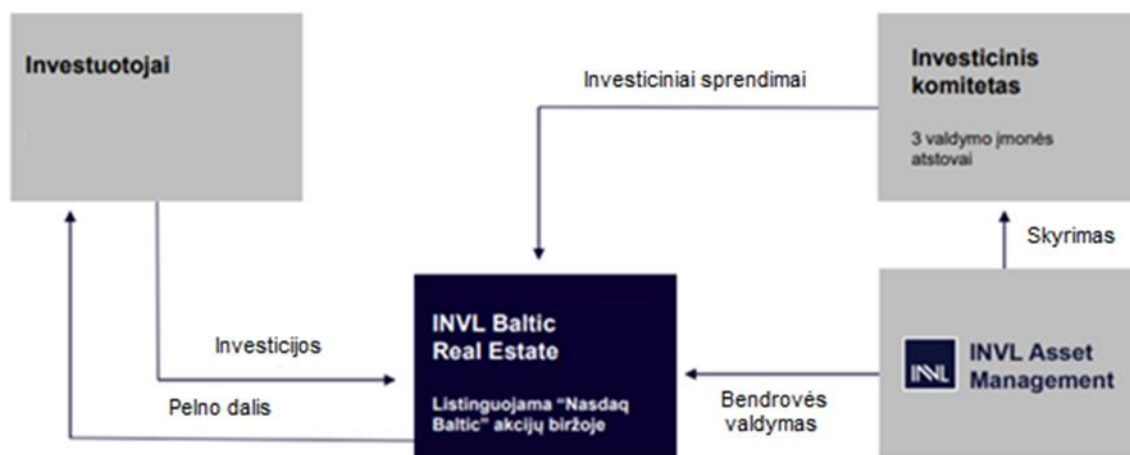 Investuotojai
Investiciniai sprendimai
Investicinis
komitetas
3 valdymo įmonės
atstovai
Skyrimas
INVL Baltic
Real Estate
Listinguojama “Nasdaq
Baltic” akcijų biržoje
Investicijos
Pelno dalis
Bendrovės
valdymas
INVL
INVL Asset
Management